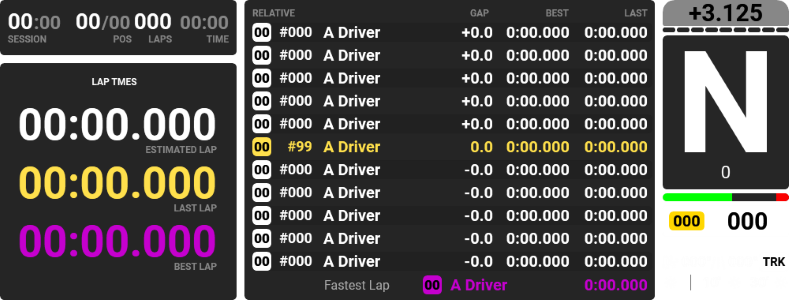 00:00 00/00 000 00:00
SESSION POS LAPS TIME
LAP TMES
00:00.000
ESTIMATED LAP
00:00.000
LAST LAP
00:00.000
BEST LAP
RELATIVE GAP BEST LAST
00 #000 A Driver +0.0 0:00.000 0:00.000
00 #000 A Driver +0.0 0:00.000 0:00.000
00 #000 A Driver +0.0 0:00.000 0:00.000
00 #000 A Driver +0.0 0:00.000 0:00.000
00 #000 A Driver +0.0 0:00.000 0:00.000
00 #99 A Driver 0.0 0:00.000 0:00.000
00 #000 A Driver -0.0 0:00.000 0:00.000
00 #000 A Driver -0.0 0:00.000 0:00.000
00 #000 A Driver -0.0 0:00.000 0:00.000
00 #000 A Driver -0.0 0:00.000 0:00.000
00 #000 A Driver -0.0 0:00.000 0:00.000
Fastest Lap 00 A Driver 0:00.000
+3.125
N
0
000 000
TRK